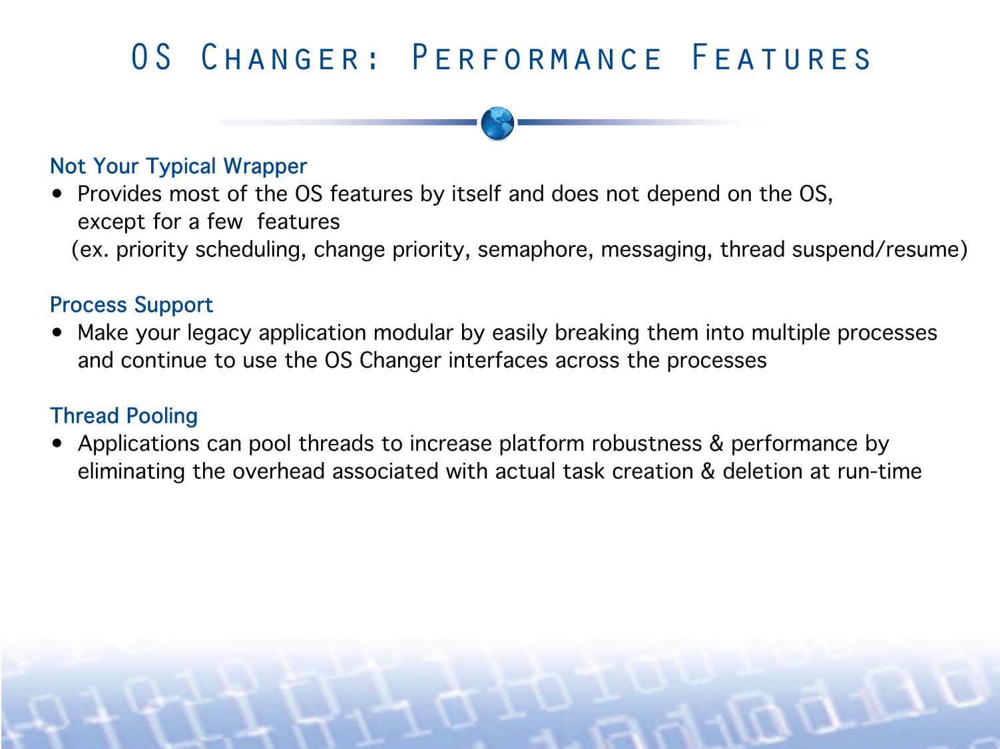 OS Changer: Performance Features
Not Your Typical Wrapper
• Provides most of the OS features by itself and does not depend on the OS,
except for a few  features
(ex. priority scheduling, change priority, semaphore, messaging, thread suspend/resume)
Process Support
• Make your legacy application modular by easily breaking them into multiple processes
and continue to use the OS Changer interfaces across the processes
Thread Pooling
• Applications can pool threads to increase platform robustness & performance by
eliminating the overhead associated with actual task creation & deletion at run-time